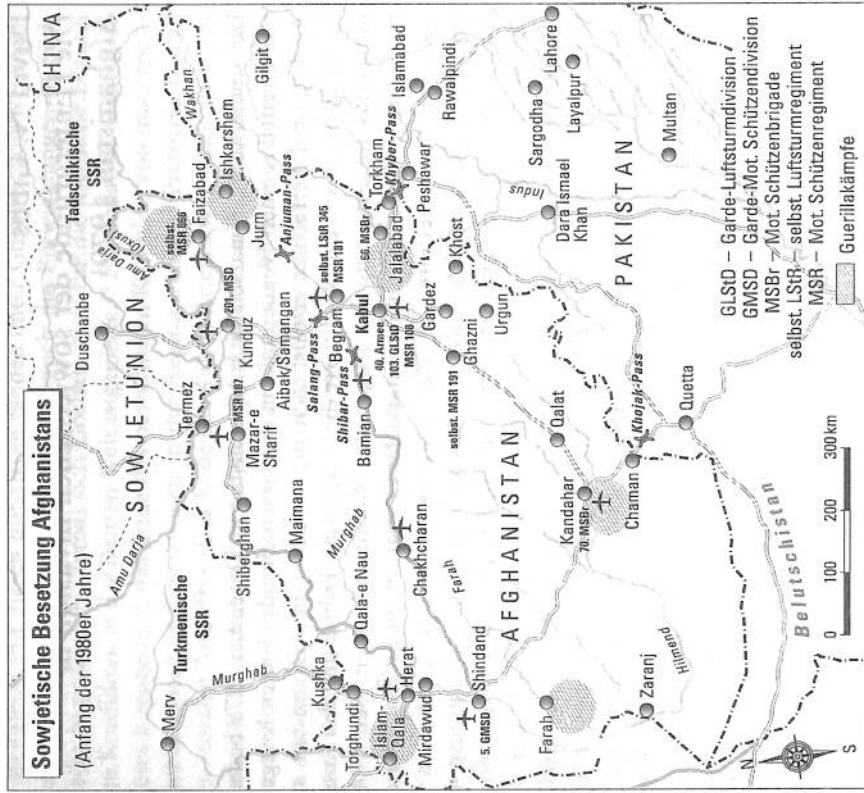 Sowjetische Besetzung Afghanistans
(Anfang der 1980er Jahre)
CHINA
SOWJETUNION
Tadschikische
SSR
Turkmenische
SSR
Duschanbe
Termez
Merv
Amu Darja
Amu Darja
(Oxus)
Wakhan
selbst.
MSR 866
Faizabad
Ishkarshem
Jurm
Gilgit
Anjuman-Pass
201. MSD
Kunduz
MSR 187
Mazar-e
Sharif
Aibak/Samangan
Shiberghan
Maimana
Murghab
Murghab
Kushka
Torghundi
Qala-e Nau
Islam-
Qala
Herat
Mirdawud
Chakhcharan
Farah
Shindand
5. GMSD
Salang-Pass
Shibar-Pass
Bamian
Begram
selbst. LStR 345
MSR 181
Kabul
40. Armee
103. GLStD
MSR 108
66. MSBr
Jalalabad
Torkham
Khyber-Pass
Peshawar
Islamabad
Rawalpindi
Gardez
Khost
Ghazni
selbst. MSR 191
Urgun
Sargodha
Lahore
Layalpur
Indus
Dara Ismael
Khan
Multan
AFGHANISTAN
PAKISTAN
Qalat
Kandahar
70. MSBr
Chaman
Khojak-Pass
Quetta
Farah
Zaranj
Hilmend
Belutschistan
N
S
0 100 200 300 km
GLStD – Garde-Luftsturmdivision
GMSD – Garde-Mot. Schützendivision
MSBr – Mot. Schützenbrigade
selbst. LStR – selbst. Luftsturmregiment
MSR – Mot. Schützenregiment
Guerillakämpfe